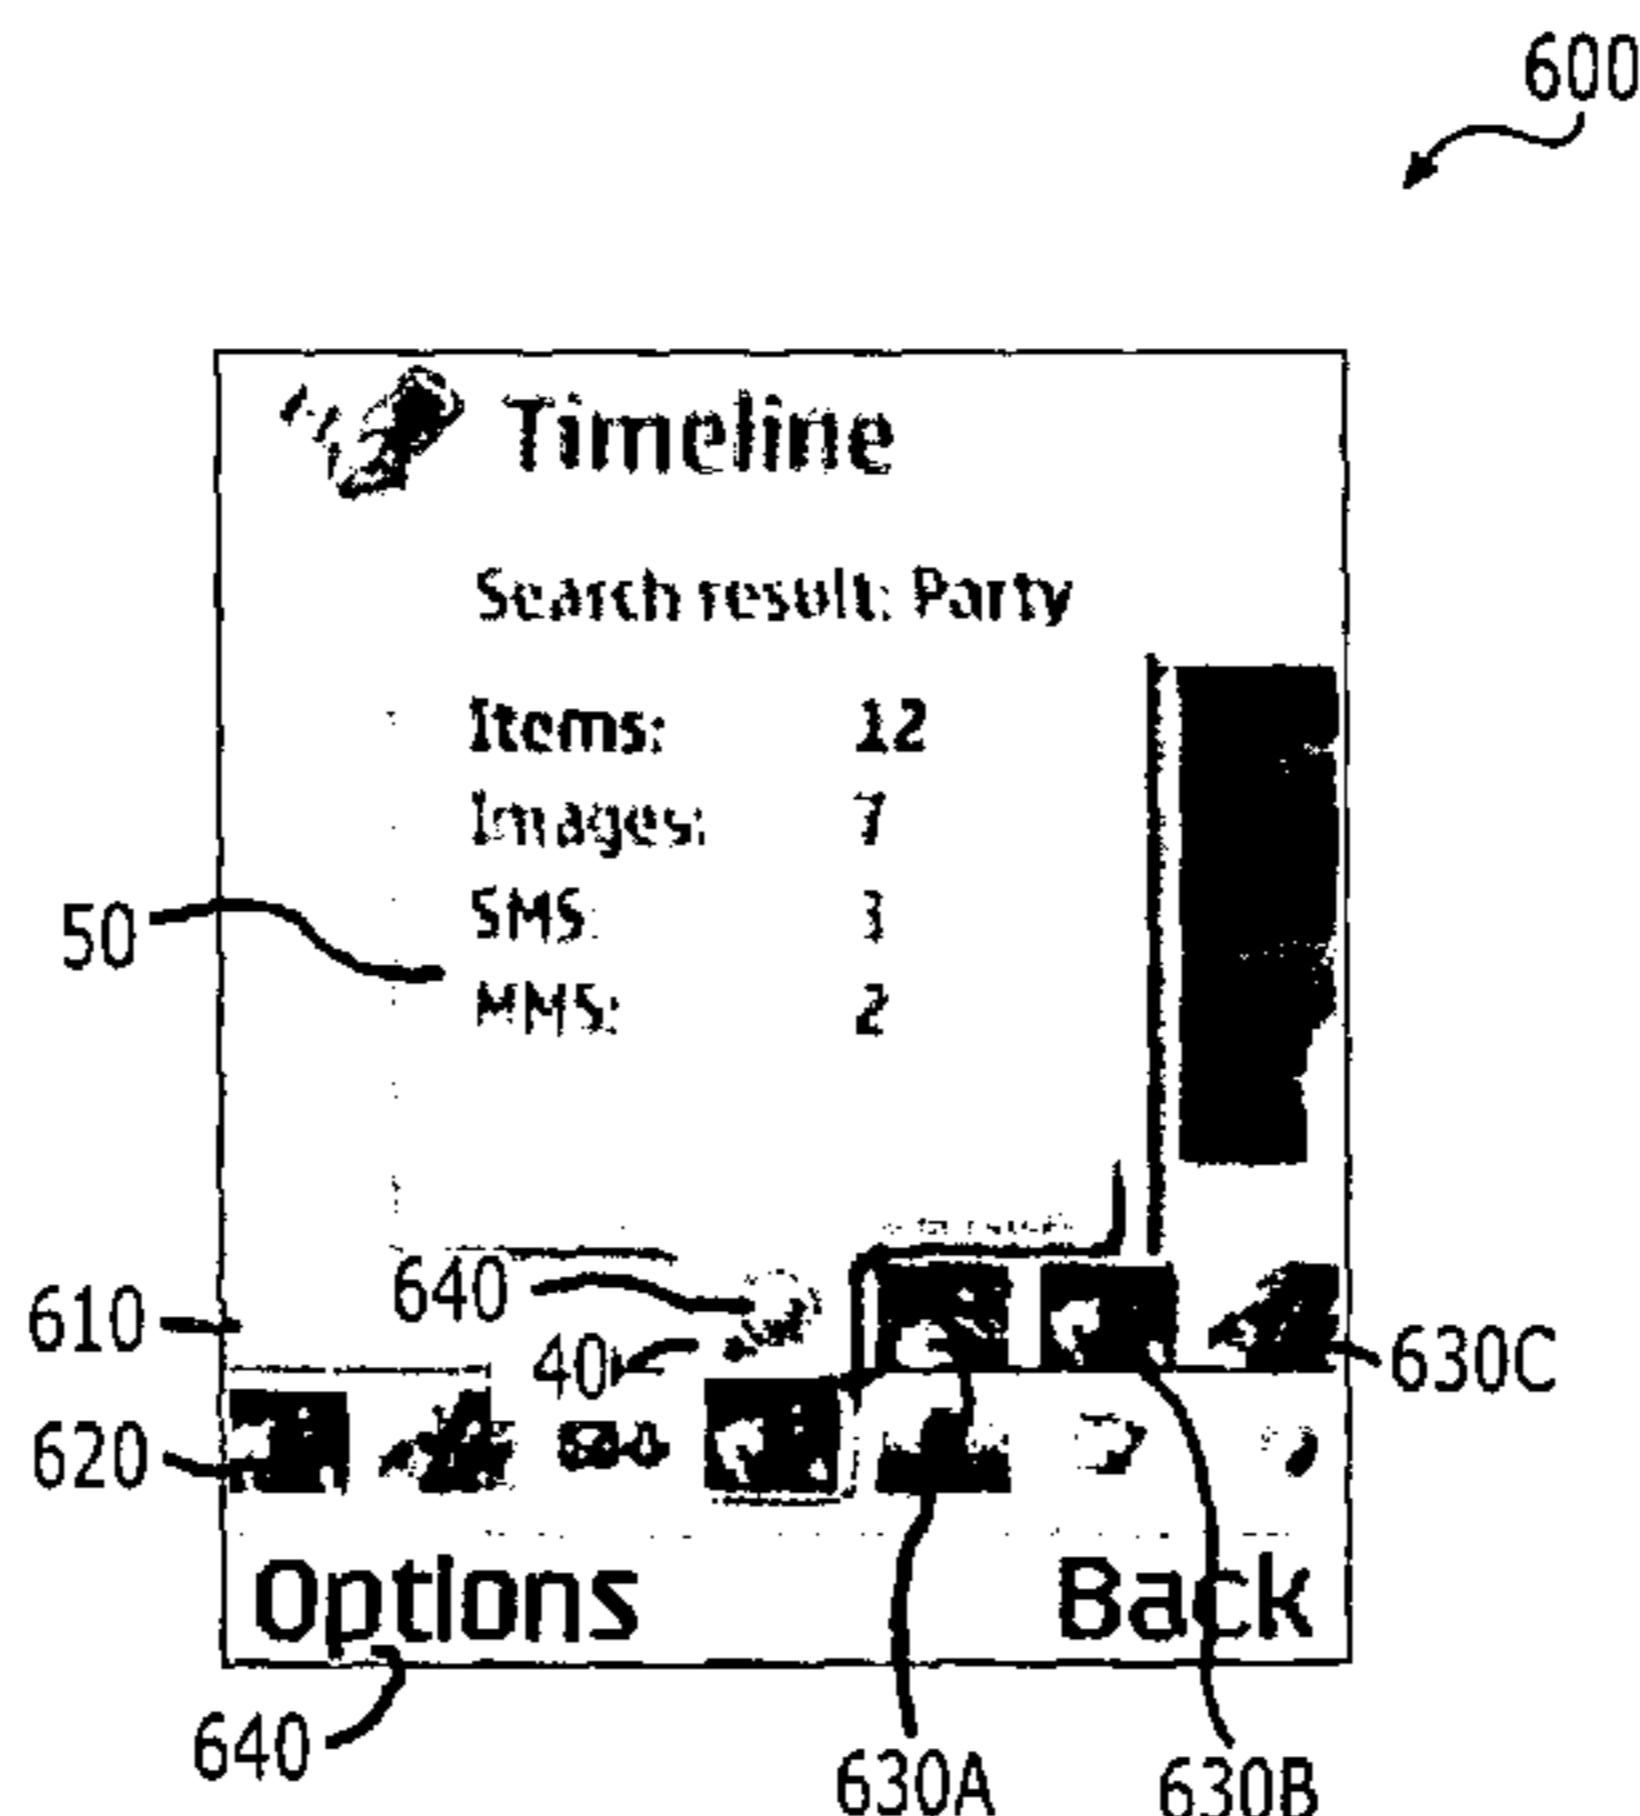 600
Timeline
Search result: Party
Items: 12
Images: 7
SMS: 3
MMS: 2
50
640
610
40
630C
620
Options Back
640
630A
630B